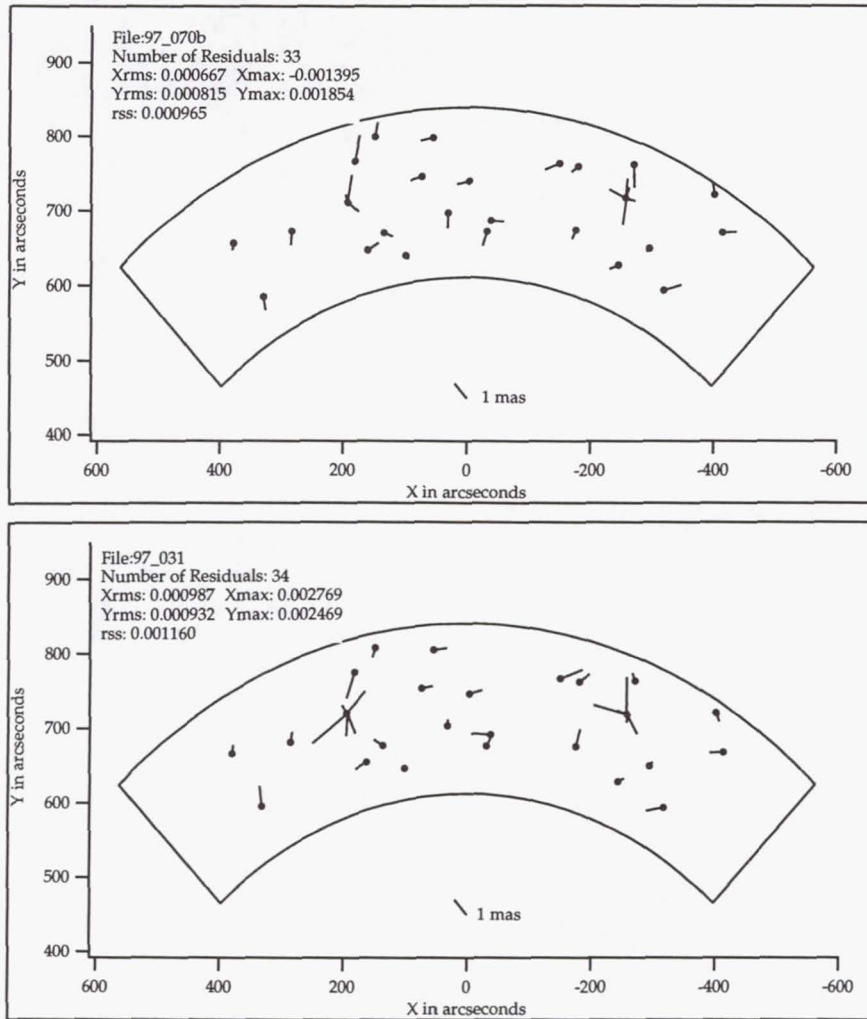 File:97_070b
Number of Residuals: 33
Xrms: 0.000667 Xmax: -0.001395
Yrms: 0.000815 Ymax: 0.001854
rss: 0.000965
900
800
700
600
500
400
Y in arcseconds
1 mas
600 400 200 0 -200 -400 -600
X in arcseconds
File:97_031
Number of Residuals: 34
Xrms: 0.000987 Xmax: 0.002769
Yrms: 0.000932 Ymax: 0.002469
rss: 0.001160
900
800
700
600
500
400
Y in arcseconds
1 mas
600 400 200 0 -200 -400 -600
X in arcseconds